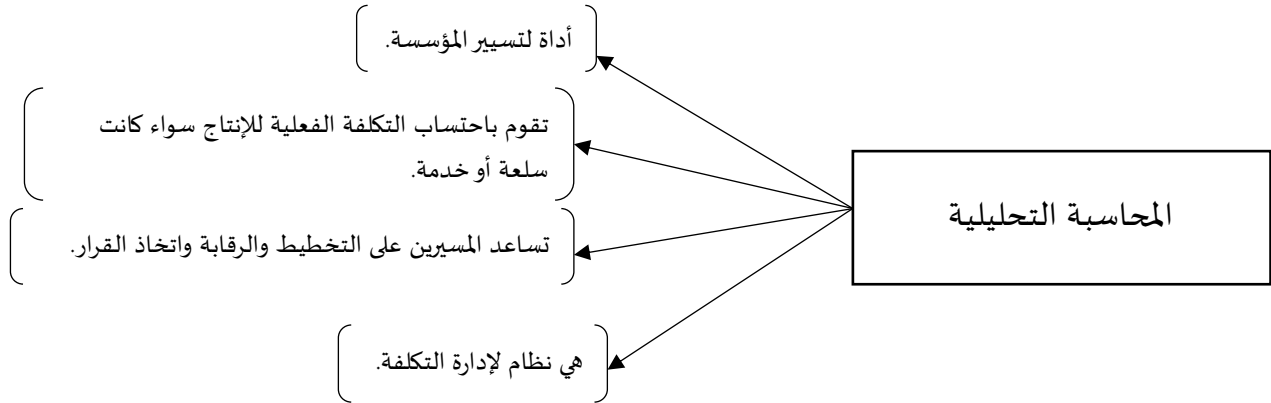 المحاسبة التحليلية
أداة لتسيير المؤسسة.
تقوم باحتساب التكلفة الفعلية للإنتاج سواء كانت
سلعة أو خدمة.
تساعد المسيرين على التخطيط والرقابة واتخاذ القرار.
هي نظام لإدارة التكلفة.